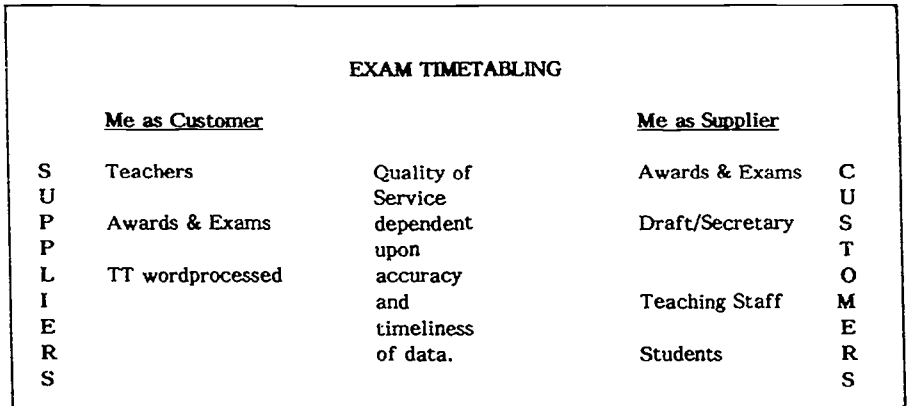 EXAM TIMETABLING
Me as Customer Me as Supplier
S Teachers Quality of Awards & Exams C
U Service U
P Awards & Exams dependent Draft/Secretary S
P upon T
L TT wordprocessed accuracy O
I and Teaching Staff M
E timeliness E
R of data. Students R
S S